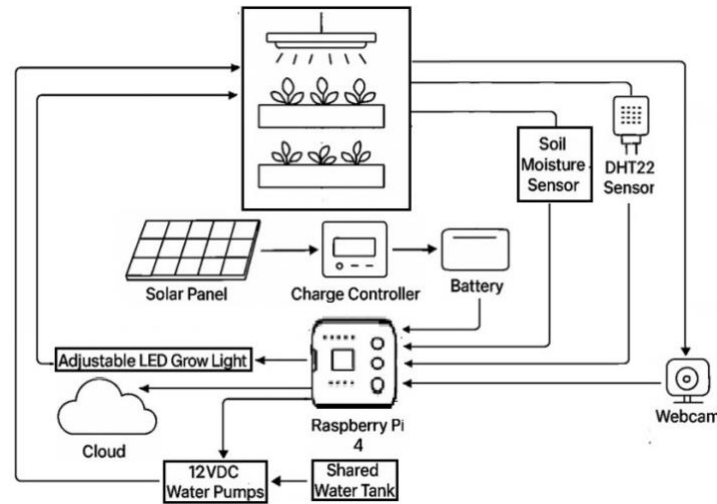 Soil
Moisture
Sensor
DHT22
Sensor
Solar Panel
Charge Controller
Battery
Adjustable LED Grow Light
Cloud
Raspberry Pi
4
Webcam
12VDC
Water Pumps
Shared
Water Tank